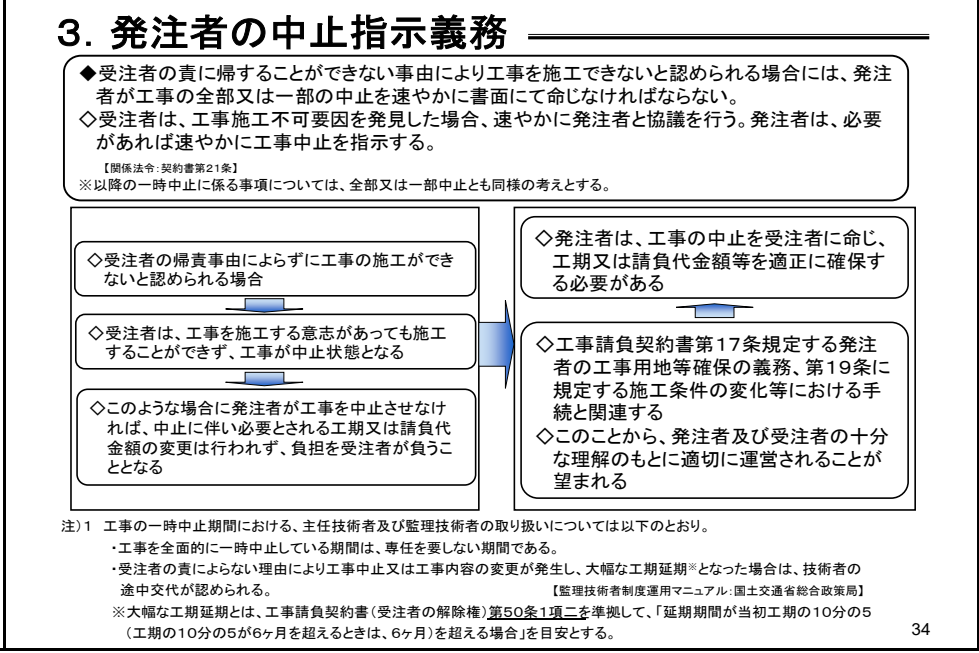 ３．発注者の中止指示義務
◆受注者の責に帰することができない事由により工事を施工できないと認められる場合には、発注
者が工事の全部又は一部の中止を速やかに書面にて命じなければならない。
◇受注者は、工事施工不可要因を発見した場合、速やかに発注者と協議を行う。発注者は、必要
があれば速やかに工事中止を指示する。
【関係法令：契約書第２１条】
※以降の一時中止に係る事項については、全部又は一部中止とも同様の考えとする。
◇受注者の帰責事由によらずに工事の施工ができ
ないと認められる場合
◇受注者は、工事を施工する意志があっても施工
することができず、工事が中止状態となる
◇このような場合に発注者が工事を中止させなけ
れば、中止に伴い必要とされる工期又は請負代
金額の変更は行われず、負担を受注者が負うこ
ととなる
◇発注者は、工事の中止を受注者に命じ、
工期又は請負代金額等を適正に確保す
る必要がある
◇工事請負契約書第１７条規定する発注
者の工事用地等確保の義務、第１９条に
規定する施工条件の変化等における手
続と関連する
◇このことから、発注者及び受注者の十分
な理解のもとに適切に運営されることが
望まれる
注）１　工事の一時中止期間における、主任技術者及び監理技術者の取り扱いについては以下のとおり。
・工事を全面的に一時中止している期間は、専任を要しない期間である。
・受注者の責によらない理由により工事中止又は工事内容の変更が発生し、大幅な工期延期※となった場合は、技術者の
途中交代が認められる。　【監理技術者制度運用マニュアル：国土交通省総合政策局】
※大幅な工期延期とは、工事請負契約書（受注者の解除権）第５０条１項二を準拠して、「延期期間が当初工期の１０分の５
（工期の１０分の５が６ヶ月を超えるときは、６ヶ月）を超える場合」を目安とする。
34